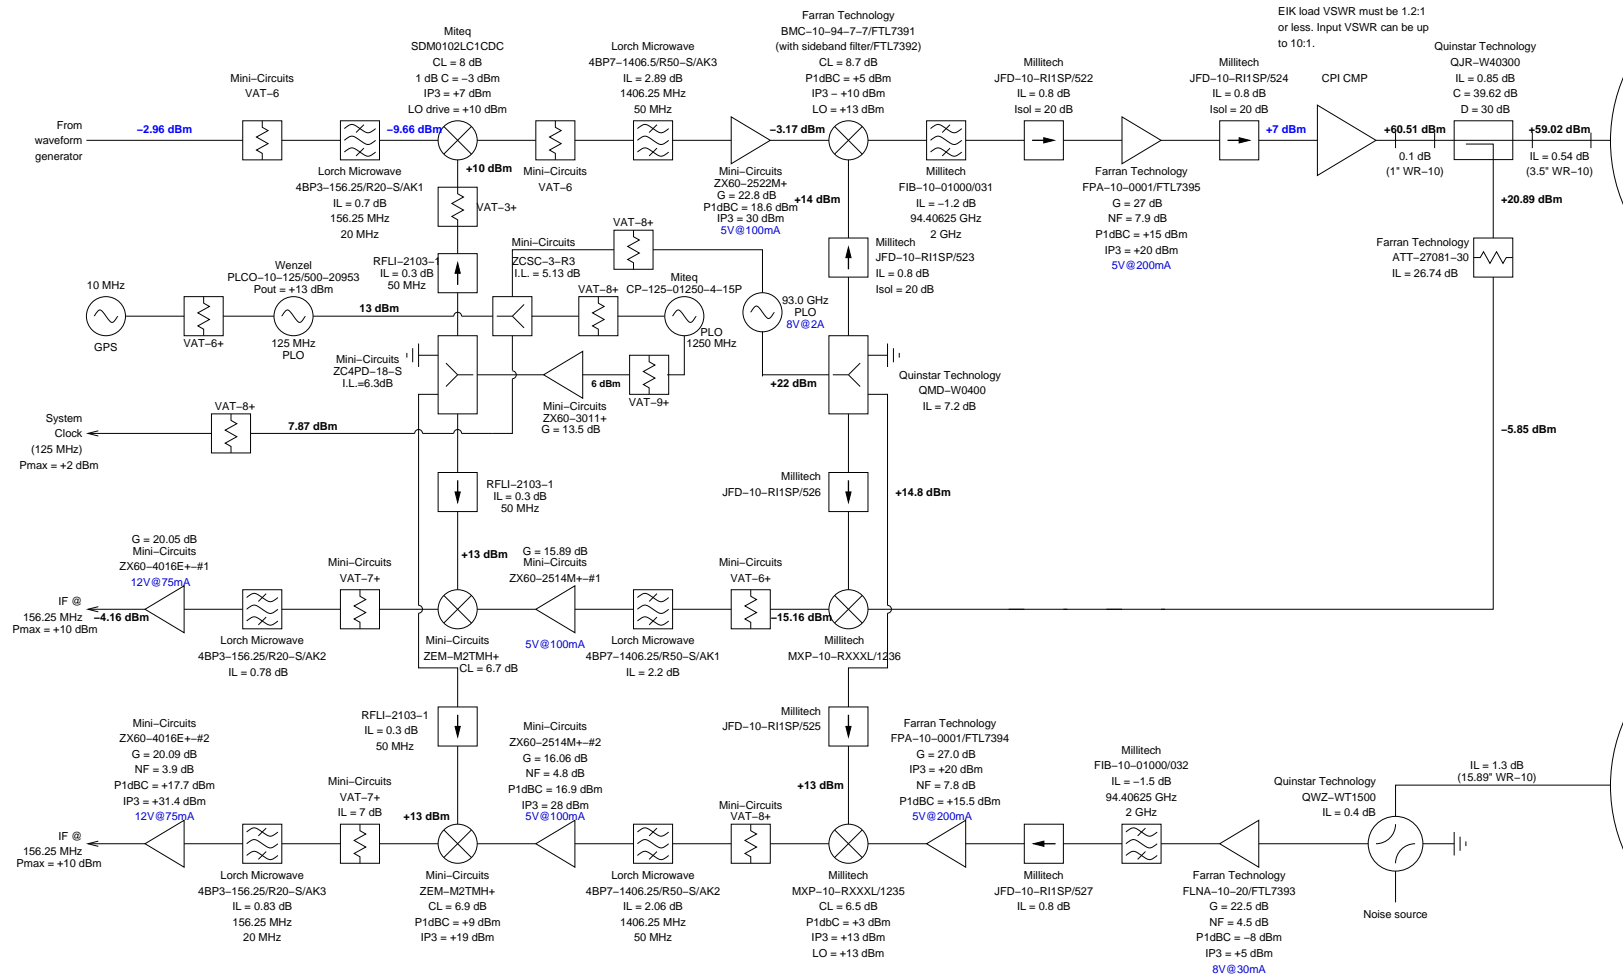 EIK load VSWR must be 1.2:1
or less. Input VSWR can be up
to 10:1.
From
waveform
generator
−2.96 dBm
Mini−Circuits
VAT−6
Lorch Microwave
4BP3−156.25/R20−S/AK1
IL = 0.7 dB
156.25 MHz
20 MHz
−9.66 dBm
Miteq
SDM0102LC1CDC
CL = 8 dB
1 dB C = −3 dBm
IP3 = +7 dBm
LO drive = +10 dBm
+10 dBm
VAT−3+
Mini−Circuits
VAT−6
Lorch Microwave
4BP7−1406.5/R50−S/AK3
IL = 2.89 dB
1406.25 MHz
50 MHz
Mini−Circuits
ZX60−2522M+
G = 22.8 dB
P1dBC = 18.6 dBm
IP3 = 30 dBm
5V@100mA
−3.17 dBm
Farran Technology
BMC−10−94−7−7/FTL7391
(with sideband filter/FTL7392)
CL = 8.7 dB
P1dBC = +5 dBm
IP3 − +10 dBm
LO = +13 dBm
+14 dBm
Millitech
FIB−10−01000/031
IL = −1.2 dB
94.40625 GHz
2 GHz
Millitech
JFD−10−RI1SP/522
IL = 0.8 dB
Isol = 20 dB
Farran Technology
FPA−10−0001/FTL7395
G = 27 dB
NF = 7.9 dB
P1dBC = +15 dBm
IP3 = +20 dBm
5V@200mA
Millitech
JFD−10−RI1SP/524
IL = 0.8 dB
Isol = 20 dB
+7 dBm
CPI CMP
+60.51 dBm
0.1 dB
(1" WR−10)
Quinstar Technology
QJR−W40300
IL = 0.85 dB
C = 39.62 dB
D = 30 dB
+59.02 dBm
IL = 0.54 dB
(3.5" WR−10)
+20.89 dBm
Farran Technology
ATT−27081−30
IL = 26.74 dB
−5.85 dBm
10 MHz
GPS
VAT−6+
Wenzel
PLCO−10−125/500−20953
Pout = +13 dBm
125 MHz
PLO
13 dBm
RFLI−2103−1
IL = 0.3 dB
50 MHz
Mini−Circuits
ZCSC−3−R3
I.L. = 5.13 dB
VAT−8+
VAT−8+
Miteq
CP−125−01250−4−15P
PLO
1250 MHz
93.0 GHz
PLO
8V@2A
Millitech
JFD−10−RI1SP/523
IL = 0.8 dB
Isol = 20 dB
Mini−Circuits
ZC4PD−18−S
I.L.=6.3dB
Mini−Circuits
ZX60−3011+
G = 13.5 dB
6 dBm
VAT−9+
+22 dBm
Quinstar Technology
QMD−W0400
IL = 7.2 dB
System
Clock
(125 MHz)
Pmax = +2 dBm
VAT−8+
7.87 dBm
RFLI−2103−1
IL = 0.3 dB
50 MHz
Millitech
JFD−10−RI1SP/526
+14.8 dBm
IF @
156.25 MHz
Pmax = +10 dBm
−4.16 dBm
G = 20.05 dB
Mini−Circuits
ZX60−4016E+−#1
12V@75mA
Lorch Microwave
4BP3−156.25/R20−S/AK2
IL = 0.78 dB
Mini−Circuits
VAT−7+
+13 dBm
Mini−Circuits
ZEM−M2TMH+
CL = 6.7 dB
G = 15.89 dB
Mini−Circuits
ZX60−2514M+−#1
5V@100mA
Lorch Microwave
4BP7−1406.25/R50−S/AK1
IL = 2.2 dB
Mini−Circuits
VAT−6+
−15.16 dBm
Millitech
MXP−10−RXXXL/1236
RFLI−2103−1
IL = 0.3 dB
50 MHz
Millitech
JFD−10−RI1SP/525
IF @
156.25 MHz
Pmax = +10 dBm
Mini−Circuits
ZX60−4016E+−#2
G = 20.09 dB
NF = 3.9 dB
P1dBC = +17.7 dBm
IP3 = +31.4 dBm
12V@75mA
Lorch Microwave
4BP3−156.25/R20−S/AK3
IL = 0.83 dB
156.25 MHz
20 MHz
Mini−Circuits
VAT−7+
IL = 7 dB
+13 dBm
Mini−Circuits
ZEM−M2TMH+
CL = 6.9 dB
P1dBC = +9 dBm
IP3 = +19 dBm
Mini−Circuits
ZX60−2514M+−#2
G = 16.06 dB
NF = 4.8 dB
P1dBC = 16.9 dBm
IP3 = 28 dBm
5V@100mA
Lorch Microwave
4BP7−1406.25/R50−S/AK2
IL = 2.06 dB
1406.25 MHz
50 MHz
Mini−Circuits
VAT−8+
+13 dBm
Millitech
MXP−10−RXXXL/1235
CL = 6.5 dB
P1dbC = +3 dBm
IP3 = +13 dBm
LO = +13 dBm
Farran Technology
FPA−10−0001/FTL7394
G = 27.0 dB
IP3 = +20 dBm
NF = 7.8 dB
P1dBC = +15.5 dBm
5V@200mA
Millitech
JFD−10−RI1SP/527
IL = 0.8 dB
Millitech
FIB−10−01000/032
IL = −1.5 dB
94.40625 GHz
2 GHz
Farran Technology
FLNA−10−20/FTL7393
G = 22.5 dB
NF = 4.5 dB
P1dBC = −8 dBm
IP3 = +5 dBm
8V@30mA
Quinstar Technology
QWZ−WT1500
IL = 0.4 dB
IL = 1.3 dB
(15.89" WR−10)
Noise source